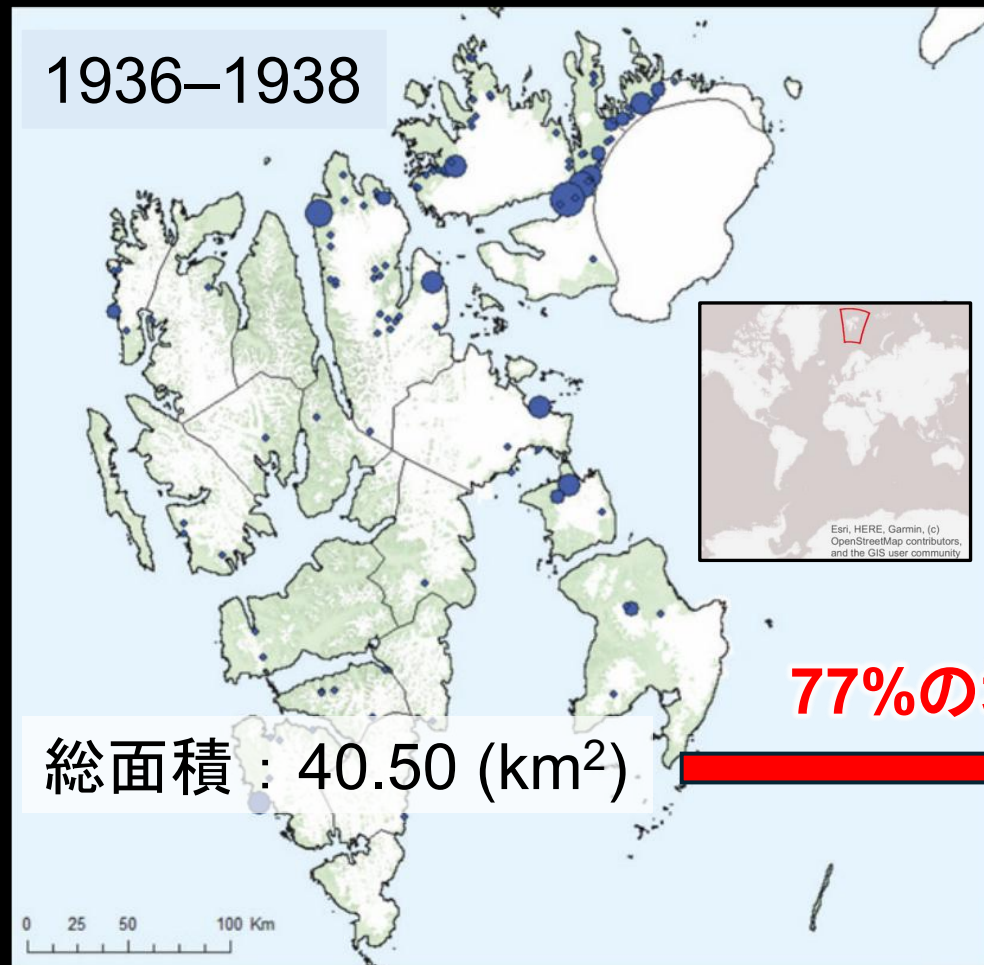 1936–1938
Esri, HERE, Garmin, (c)
OpenStreetMap contributors,
and the GIS user community
77%の
総面積：40.50 (km²)
0 25 50 100 Km